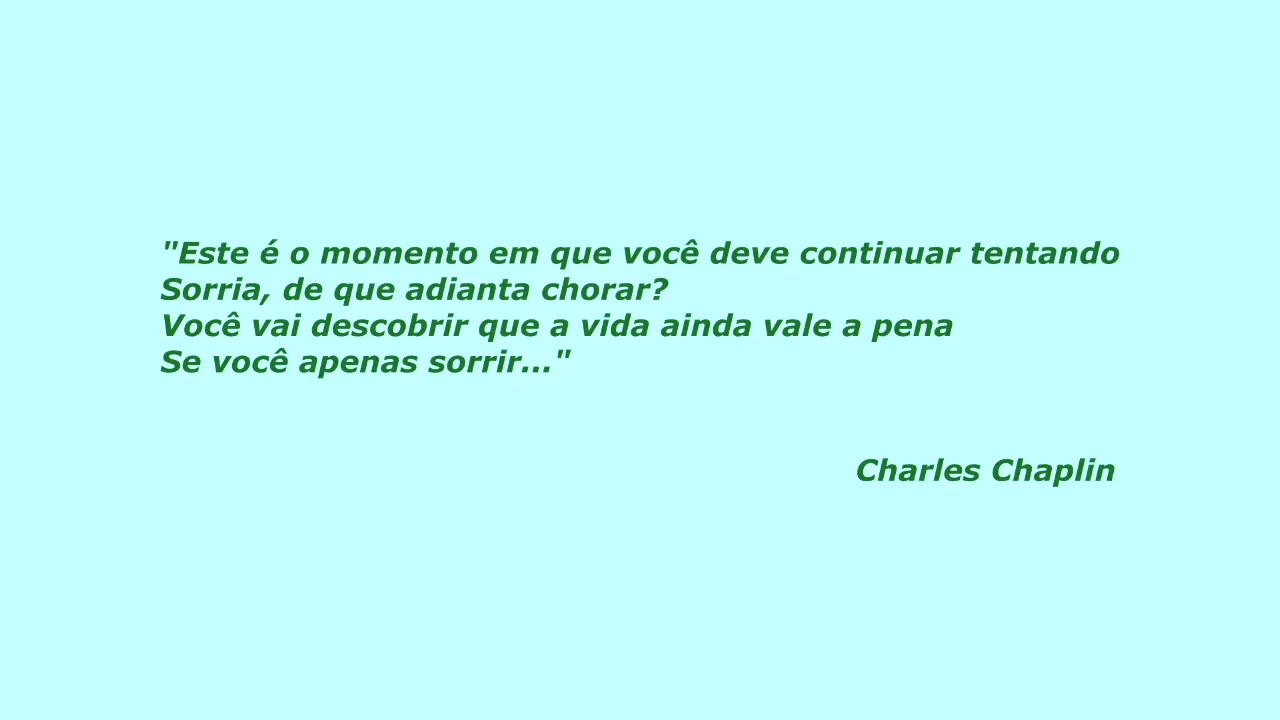 "Este é o momento em que você deve continuar tentando
Sorria, de que adianta chorar?
Você vai descobrir que a vida ainda vale a pena
Se você apenas sorrir..."
Charles Chaplin